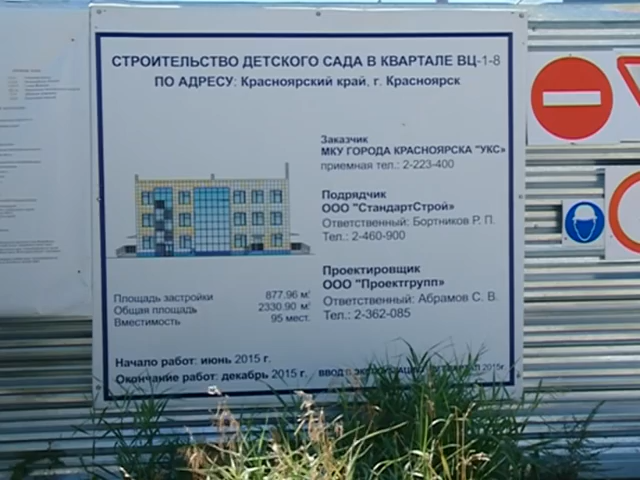 СТРОИТЕЛЬСТВО ДЕТСКОГО САДА В КВАРТАЛЕ ВЦ-1-8
ПО АДРЕСУ: Красноярский край, г. Красноярск
Заказчик
МКУ ГОРОДА КРАСНОЯРСКА "УКС"
приемная тел.: 2-223-400
Подрядчик
ООО "СтандартСтрой"
Ответственный: Бортников Р. П.
Тел.: 2-460-900
Проектировщик
ООО "Проектгрупп"
Ответственный: Абрамов С. В.
Тел.: 2-362-085
Площадь застройки 877.96 м²
Общая площадь 2330.90 м²
Вместимость 95 мест.
Начало работ: июнь 2015 г.
Окончание работ: декабрь 2015 г.
ВВОД В 2015г.